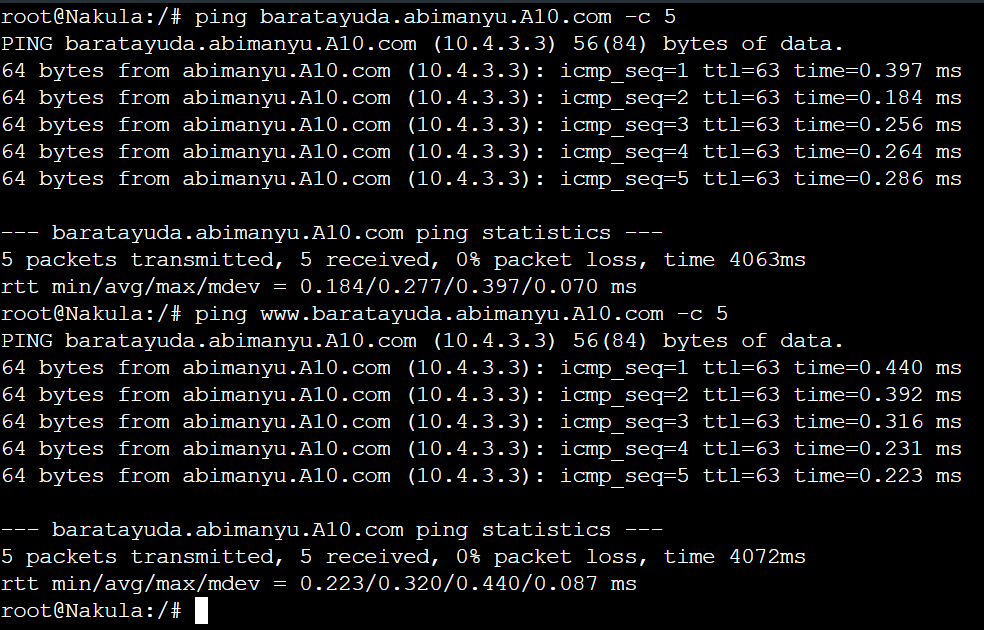 root@Nakula:/# ping baratayuda.abimanyu.A10.com -c 5
PING baratayuda.abimanyu.A10.com (10.4.3.3) 56(84) bytes of data.
64 bytes from abimanyu.A10.com (10.4.3.3): icmp_seq=1 ttl=63 time=0.397 ms
64 bytes from abimanyu.A10.com (10.4.3.3): icmp_seq=2 ttl=63 time=0.184 ms
64 bytes from abimanyu.A10.com (10.4.3.3): icmp_seq=3 ttl=63 time=0.256 ms
64 bytes from abimanyu.A10.com (10.4.3.3): icmp_seq=4 ttl=63 time=0.264 ms
64 bytes from abimanyu.A10.com (10.4.3.3): icmp_seq=5 ttl=63 time=0.286 ms

--- baratayuda.abimanyu.A10.com ping statistics ---
5 packets transmitted, 5 received, 0% packet loss, time 4063ms
rtt min/avg/max/mdev = 0.184/0.277/0.397/0.070 ms
root@Nakula:/# ping www.baratayuda.abimanyu.A10.com -c 5
PING baratayuda.abimanyu.A10.com (10.4.3.3) 56(84) bytes of data.
64 bytes from abimanyu.A10.com (10.4.3.3): icmp_seq=1 ttl=63 time=0.440 ms
64 bytes from abimanyu.A10.com (10.4.3.3): icmp_seq=2 ttl=63 time=0.392 ms
64 bytes from abimanyu.A10.com (10.4.3.3): icmp_seq=3 ttl=63 time=0.316 ms
64 bytes from abimanyu.A10.com (10.4.3.3): icmp_seq=4 ttl=63 time=0.231 ms
64 bytes from abimanyu.A10.com (10.4.3.3): icmp_seq=5 ttl=63 time=0.223 ms

--- baratayuda.abimanyu.A10.com ping statistics ---
5 packets transmitted, 5 received, 0% packet loss, time 4072ms
rtt min/avg/max/mdev = 0.223/0.320/0.440/0.087 ms
root@Nakula:/#